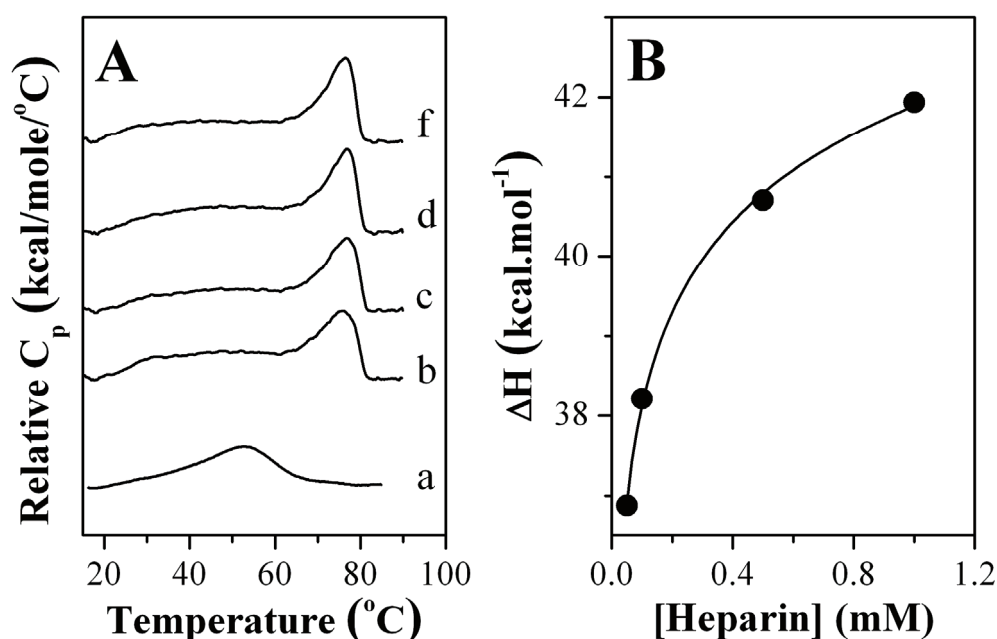 A
f
d
c
b
a
Relative Cp (kcal/mole/°C)
20 40 60 80 100
Temperature (°C)
B
42
40
38
ΔH (kcal.mol⁻¹)
0.0 0.4 0.8 1.2
[Heparin] (mM)